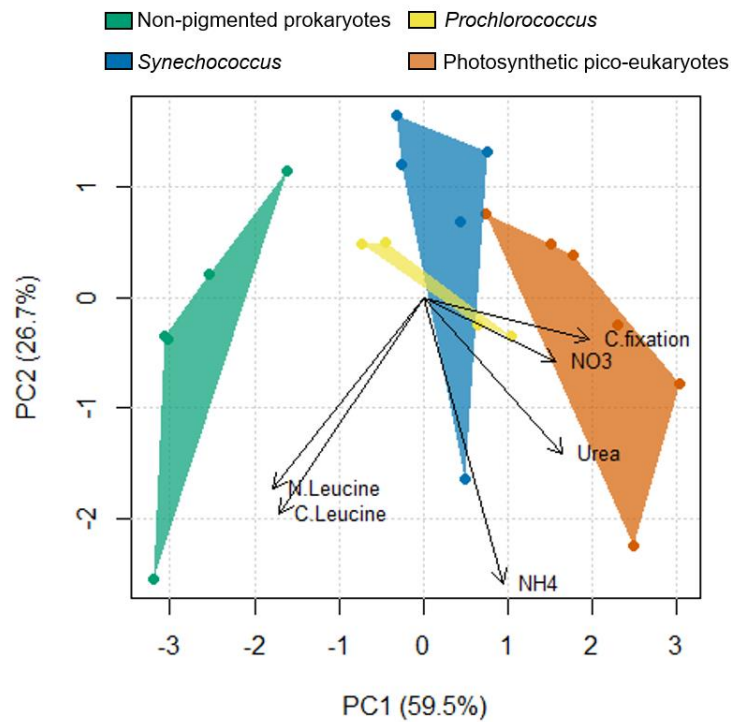 Non-pigmented prokaryotes
Prochlorococcus
Synechococcus
Photosynthetic pico-eukaryotes
PC2 (26.7%)
1
0
-1
-2
C.fixation
NO3
Urea
N.Leucine
C.Leucine
NH4
-3 -2 -1 0 1 2 3
PC1 (59.5%)